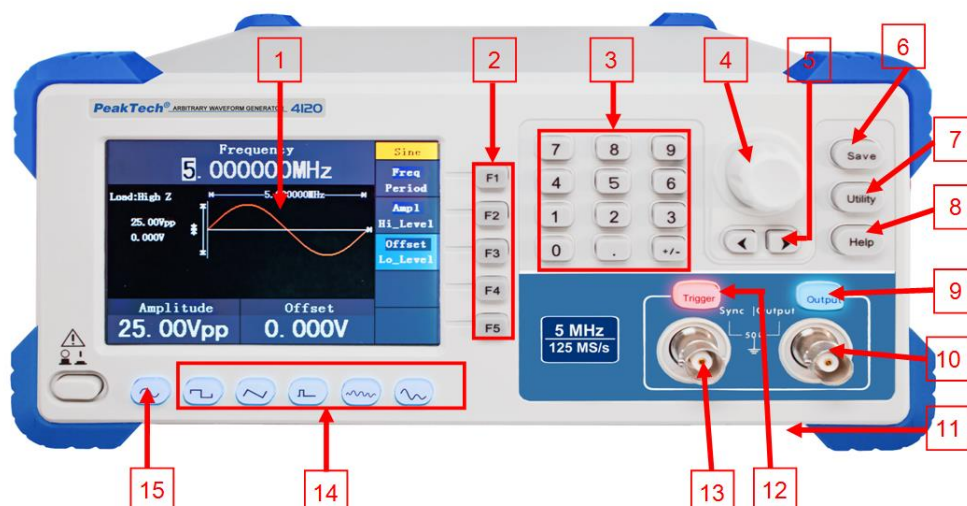 1
2
3
4
5
6
7
8
9
10
11
12
13
14
15
PeakTech® ARBITRARY WAVEFORM GENERATOR 4120
Frequency
5.000000MHz
Sine
Load:High Z
5.000000MHz
25.00Vpp
0.000V
Freq
Period
Ampl
Hi_Level
Offset
Lo_Level
Amplitude
25.00Vpp
Offset
0.000V
F1
F2
F3
F4
F5
7 8 9
4 5 6
1 2 3
0 . +/-
Save
Utility
Help
Trigger
Output
Sync | Output
50Ω
5 MHz
125 MS/s